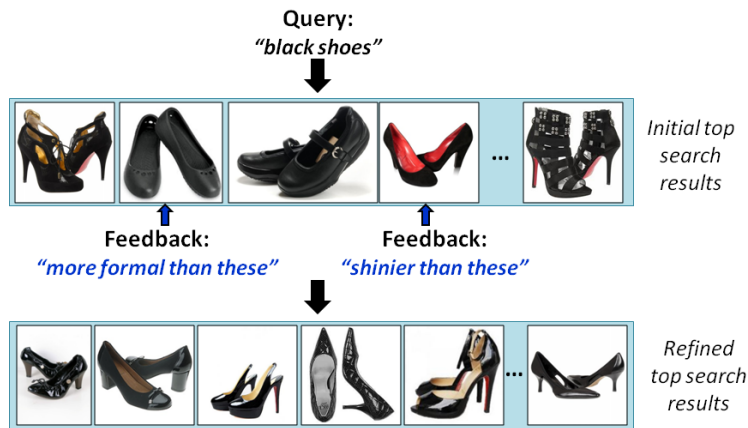 Query:
“black shoes”
...
Initial top
search
results
Feedback:
“more formal than these”
Feedback:
“shinier than these”
...
Refined
top search
results